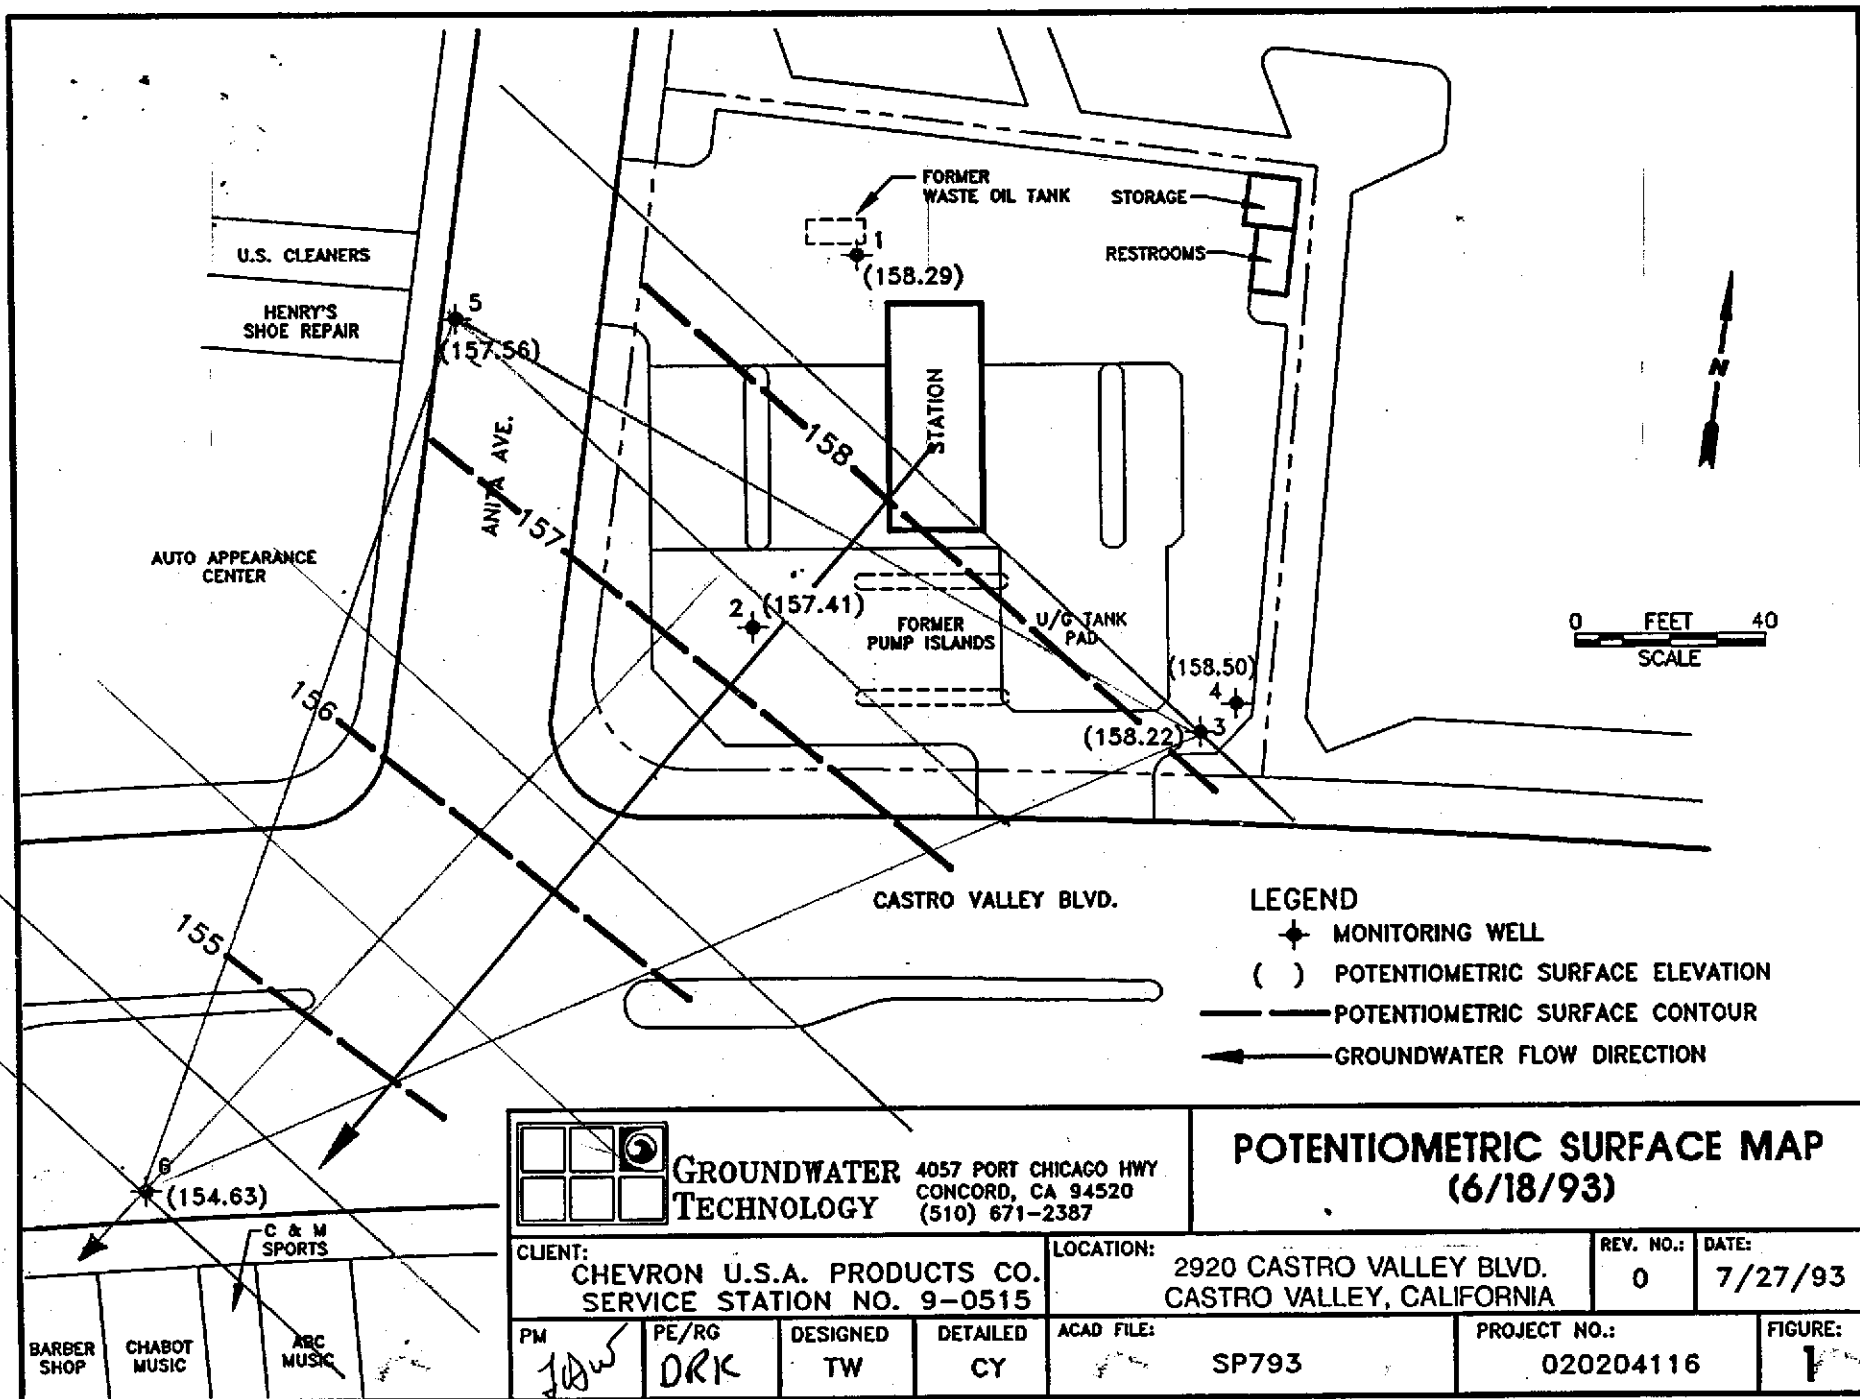 FORMER
WASTE OIL TANK
STORAGE
RESTROOMS
1
(158.29)
U.S. CLEANERS
HENRY'S
SHOE REPAIR
5
(157.56)
STATION
158
ANITA AVE.
157
N
AUTO APPEARANCE
CENTER
2 (157.41)
FORMER
PUMP ISLANDS
U/G TANK
PAD
0 FEET 40
SCALE
(158.50)
4
3
(158.22)
156
155
CASTRO VALLEY BLVD.
LEGEND
MONITORING WELL
( ) POTENTIOMETRIC SURFACE ELEVATION
POTENTIOMETRIC SURFACE CONTOUR
GROUNDWATER FLOW DIRECTION
6
(154.63)
C & M
SPORTS
BARBER
SHOP
CHABOT
MUSIC
ABC
MUSIC
GROUNDWATER
TECHNOLOGY
4057 PORT CHICAGO HWY
CONCORD, CA 94520
(510) 671-2387
POTENTIOMETRIC SURFACE MAP
(6/18/93)
CLIENT:
CHEVRON U.S.A. PRODUCTS CO.
SERVICE STATION NO. 9-0515
LOCATION:
2920 CASTRO VALLEY BLVD.
CASTRO VALLEY, CALIFORNIA
REV. NO.:
0
DATE:
7/27/93
PM
PE/RG
DRK
DESIGNED
TW
DETAILED
CY
ACAD FILE:
SP793
PROJECT NO.:
020204116
FIGURE:
1